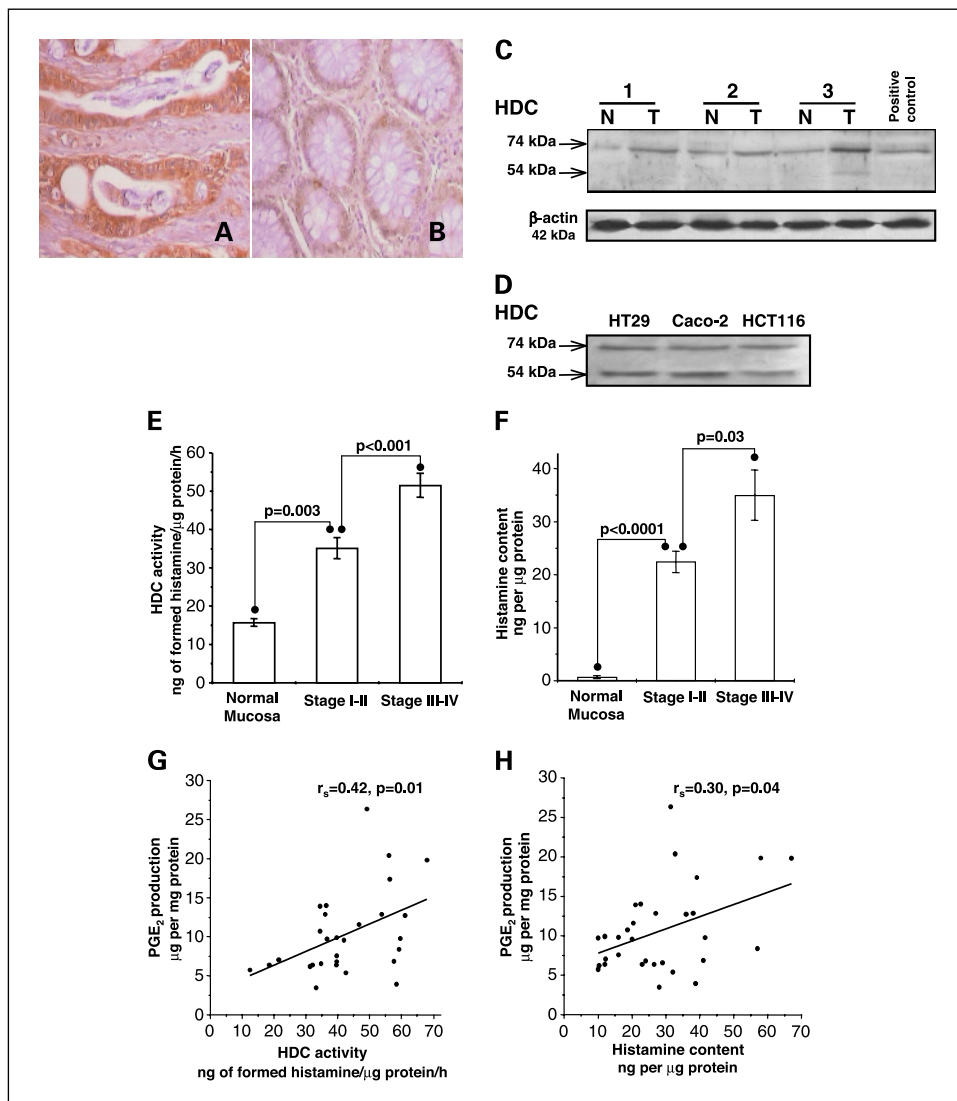 A
B
C
1 2 3
HDC N T N T N T Positive control
74 kDa
54 kDa
β-actin
42 kDa
D
HDC HT29 Caco-2 HCT116
74 kDa
54 kDa
E
HDC activity
ng of formed histamine/μg protein/h
60
50
40
30
20
10
0
p=0.003
p<0.001
Normal Mucosa
Stage I-II
Stage III-IV
F
Histamine content
ng per μg protein
40
30
20
10
0
p<0.0001
p=0.03
Normal Mucosa
Stage I-II
Stage III-IV
G
rs=0.42, p=0.01
PGE2 production
μg per mg protein
30
25
20
15
10
5
0
0 10 20 30 40 50 60 70
HDC activity
ng of formed histamine/μg protein/h
H
rs=0.30, p=0.04
PGE2 production
μg per mg protein
30
25
20
15
10
5
0
0 10 20 30 40 50 60 70
Histamine content
ng per μg protein